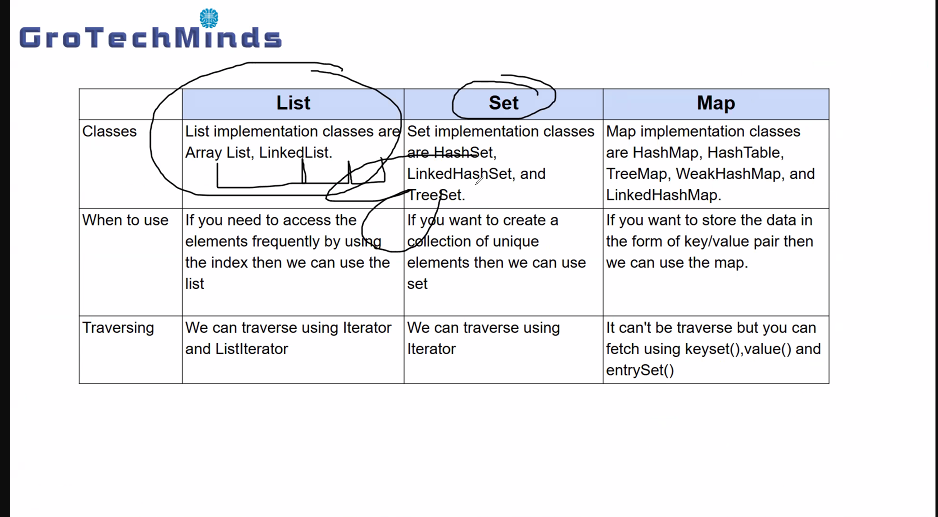 GroTechMinds
List
Set
Map
Classes
List implementation classes are
Array List, LinkedList.
Set implementation classes
are HashSet,
LinkedHashSet, and
TreeSet.
Map implementation classes
are HashMap, HashTable,
TreeMap, WeakHashMap, and
LinkedHashMap.
When to use
If you need to access the
elements frequently by using
the index then we can use the
list
If you want to create a
collection of unique
elements then we can use
set
If you want to store the data in
the form of key/value pair then
we can use the map.
Traversing
We can traverse using Iterator
and ListIterator
We can traverse using
Iterator
It can't be traverse but you can
fetch using keyset(),value() and
entrySet()